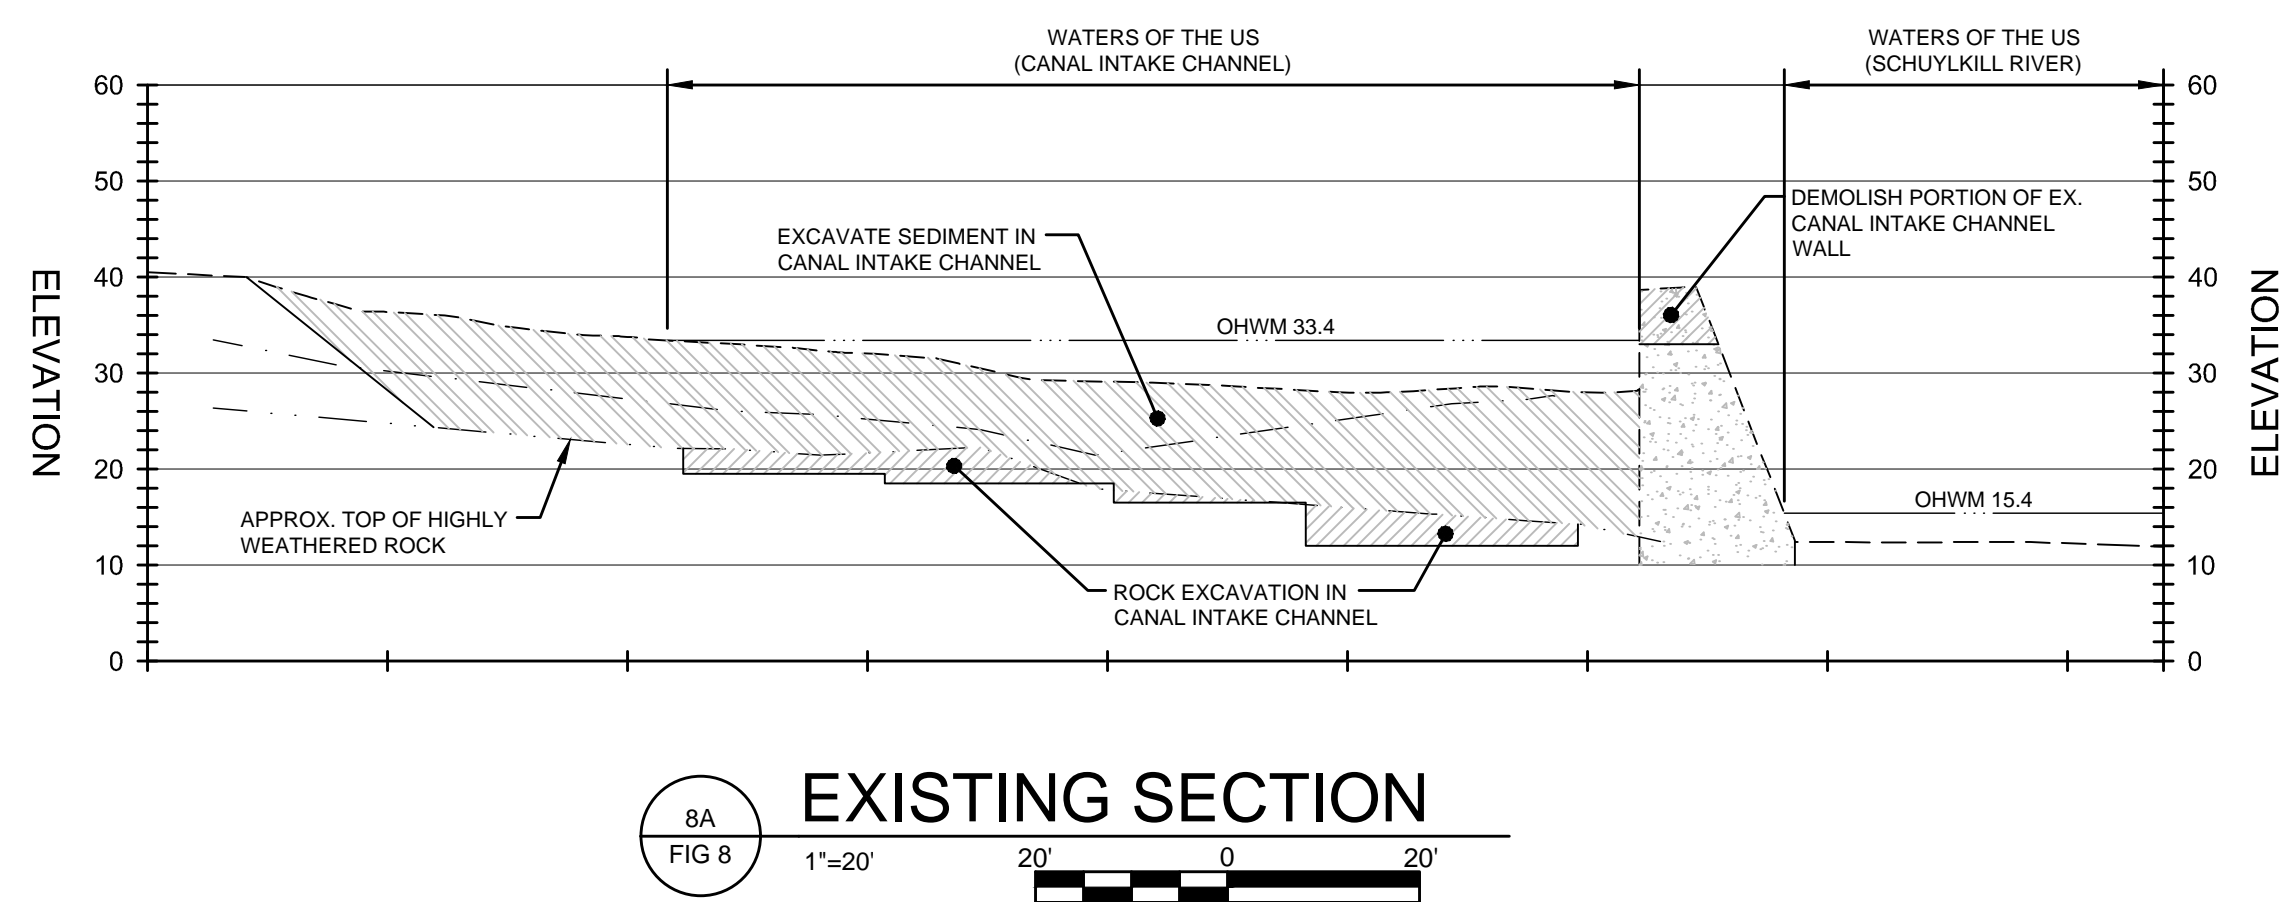 WATERS OF THE US
(CANAL INTAKE CHANNEL)
WATERS OF THE US
(SCHUYLKILL RIVER)
60
60
50
50
DEMOLISH PORTION OF EX.
CANAL INTAKE CHANNEL
WALL
EXCAVATE SEDIMENT IN
CANAL INTAKE CHANNEL
40
40
ELEVATION
ELEVATION
OHWM 33.4
30
30
20
20
OHWM 15.4
APPROX. TOP OF HIGHLY
WEATHERED ROCK
10
10
ROCK EXCAVATION IN
CANAL INTAKE CHANNEL
0
0
8A
FIG 8
EXISTING SECTION
1"=20'
20'
0
20'